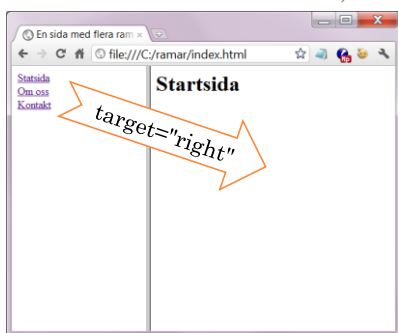 En sida med flera ram
file:///C:/ramar/index.html
Statsida
Om oss
Kontakt
Startsida
target="right"